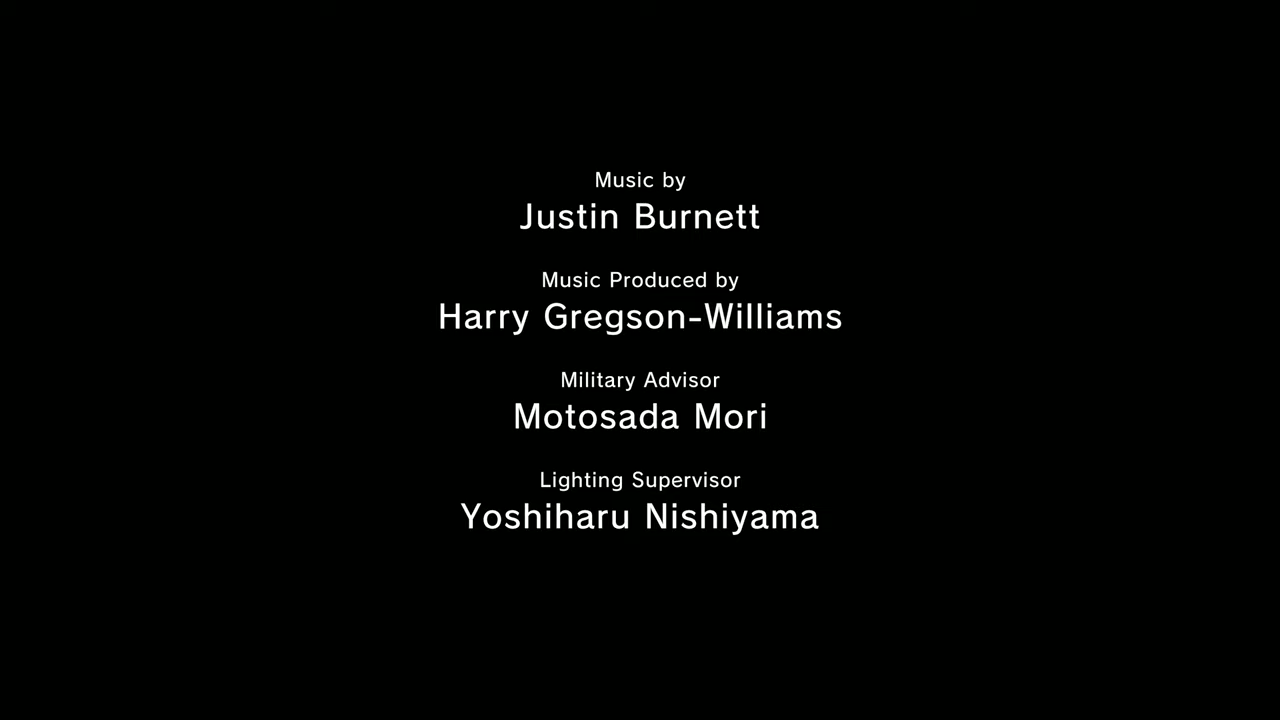 Music by
Justin Burnett
Music Produced by
Harry Gregson-Williams
Military Advisor
Motosada Mori
Lighting Supervisor
Yoshiharu Nishiyama